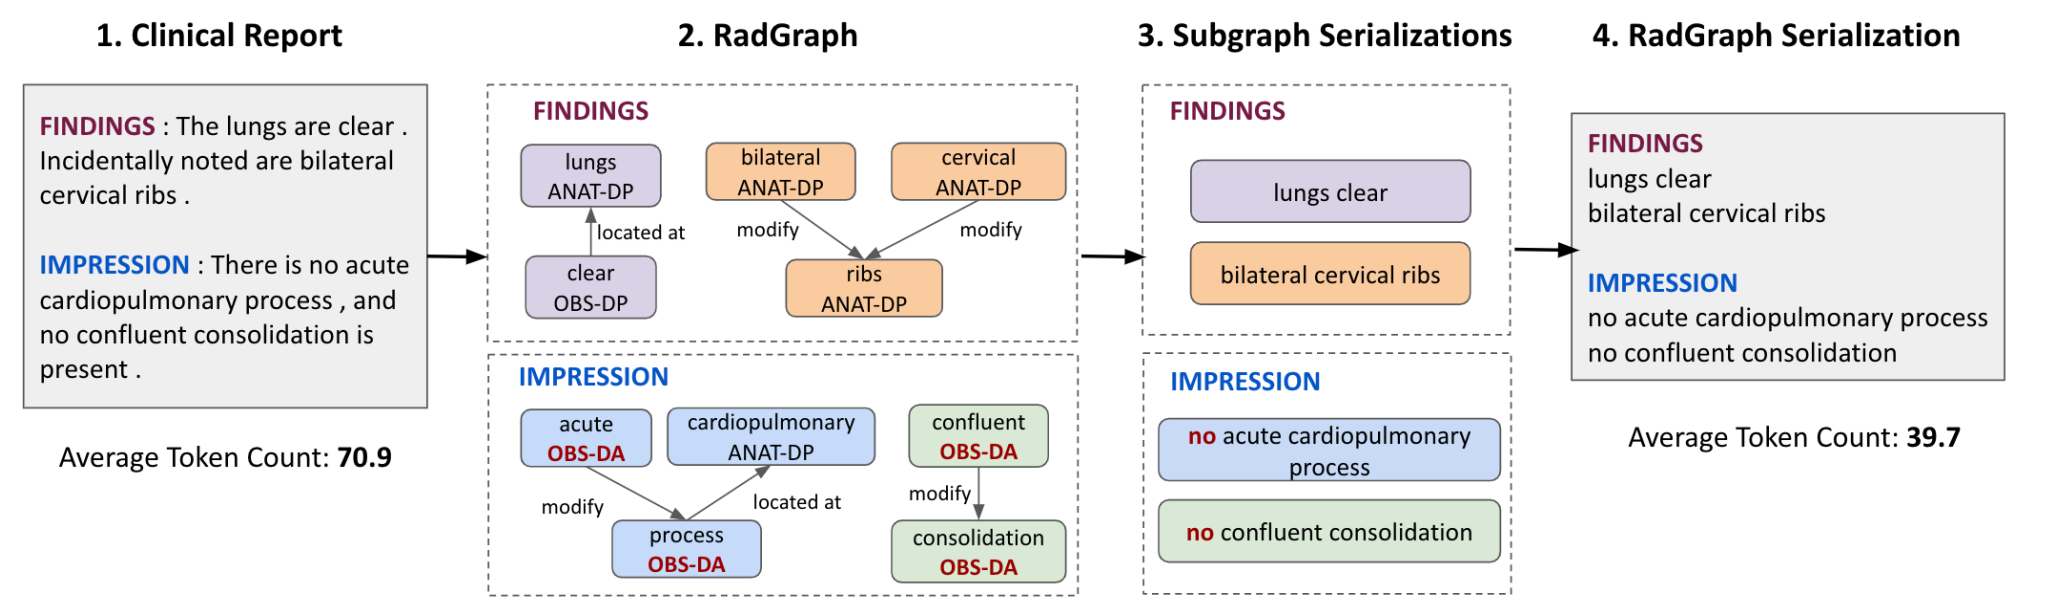 1. Clinical Report
FINDINGS : The lungs are clear .
Incidentally noted are bilateral
cervical ribs .
IMPRESSION : There is no acute
cardiopulmonary process , and
no confluent consolidation is
present .
Average Token Count: 70.9
2. RadGraph
FINDINGS
lungs
ANAT-DP
located at
clear
OBS-DP
bilateral
ANAT-DP
cervical
ANAT-DP
modify
modify
ribs
ANAT-DP
IMPRESSION
acute
OBS-DA
cardiopulmonary
ANAT-DP
modify
located at
process
OBS-DA
confluent
OBS-DA
modify
consolidation
OBS-DA
3. Subgraph Serializations
FINDINGS
lungs clear
bilateral cervical ribs
IMPRESSION
no acute cardiopulmonary
process
no confluent consolidation
4. RadGraph Serialization
FINDINGS
lungs clear
bilateral cervical ribs
IMPRESSION
no acute cardiopulmonary process
no confluent consolidation
Average Token Count: 39.7